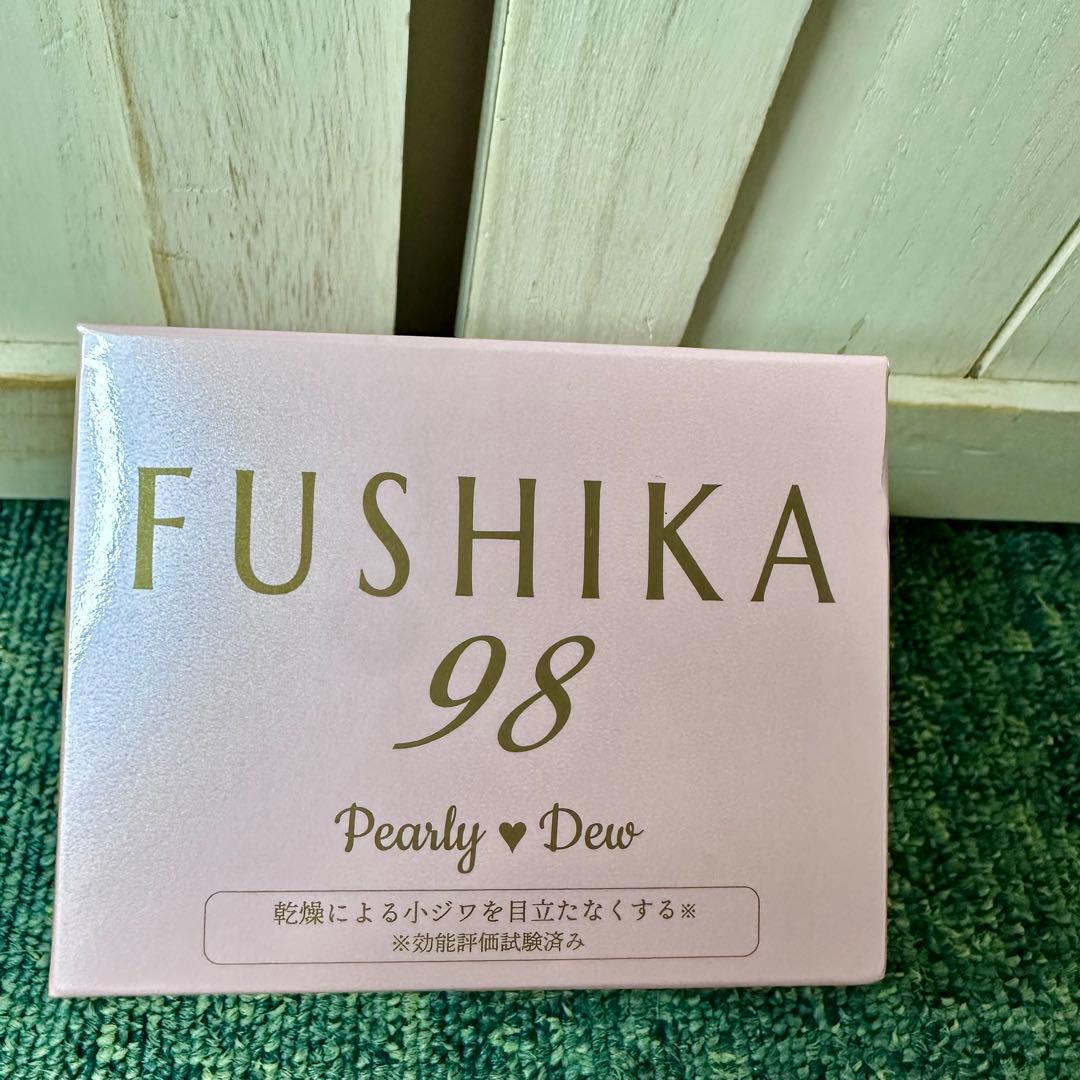 FUSHIKA
98
Pearly ♥ Dew
乾燥による小ジワを目立たなくする※
※効能評価試験済み